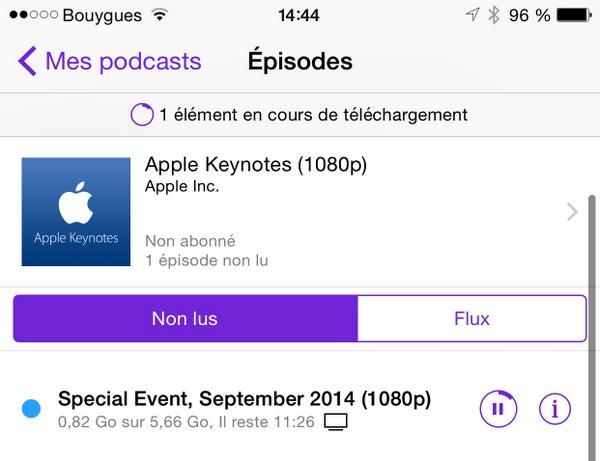 Bouygues 14:44 96 %
Mes podcasts Épisodes
1 élément en cours de téléchargement
Apple Keynotes (1080p)
Apple Inc.
Apple Keynotes
Non abonné
1 épisode non lu
Non lus Flux
Special Event, September 2014 (1080p)
0,82 Go sur 5,66 Go, Il reste 11:26